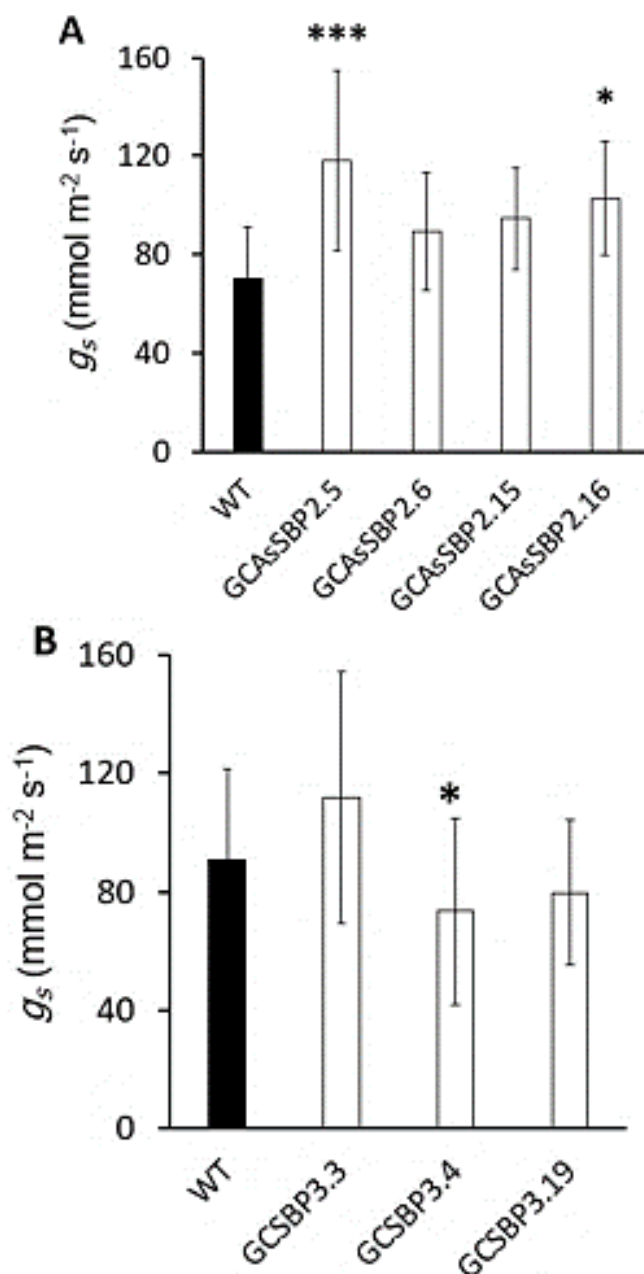 A
***
*
160
120
80
40
0
gₛ (mmol m⁻² s⁻¹)
WT
GCAsSBP2.5
GCAsSBP2.6
GCAsSBP2.15
GCAsSBP2.16
B
*
160
120
80
40
0
gₛ (mmol m⁻² s⁻¹)
WT
GCSBP3.3
GCSBP3.4
GCSBP3.19